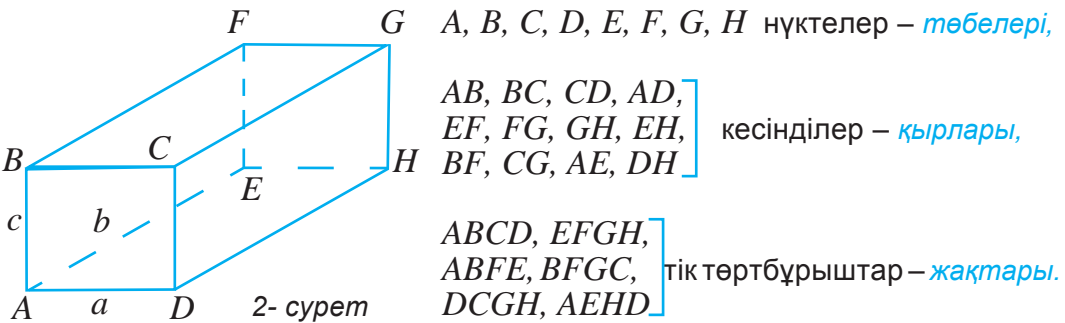 F G
B C H
E
c b
A a D
2- сурет
A, B, C, D, E, F, G, H нүктелер – төбелері,
AB, BC, CD, AD,
EF, FG, GH, EH, кесінділер – қырлары,
BF, CG, AE, DH
ABCD, EFGH,
ABFE, BFGC, тік төртбұрыштар – жақтары.
DCGH, AEHD